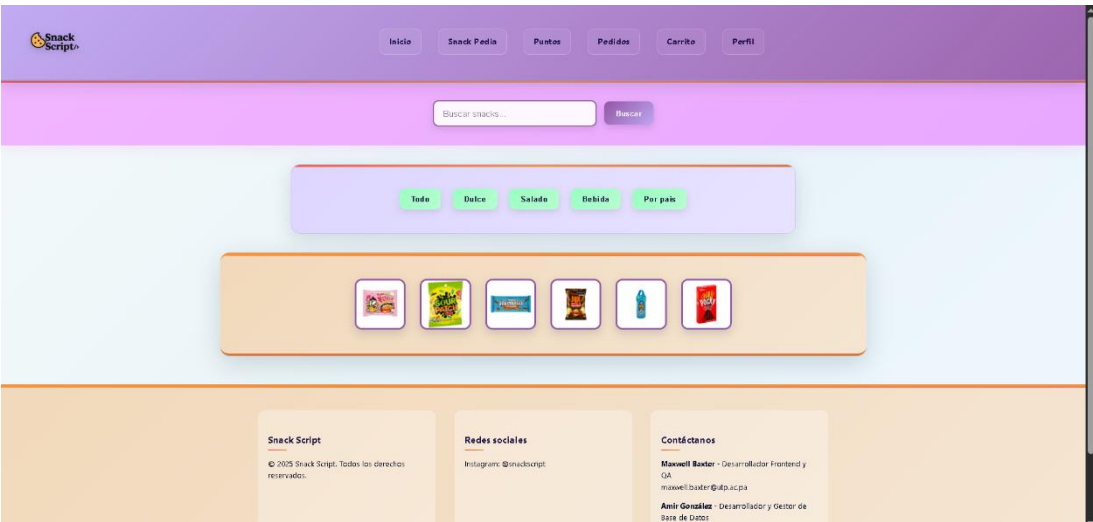 Snack
Script
Inicio
Snack Pedia
Puntos
Pedidos
Carrito
Perfil
Buscar snacks...
Buscar
Todo
Dulce
Salado
Bebida
Por país
Snack Script
© 2025 Snack Script. Todos los derechos
reservados.
Redes sociales
Instagram: @snackscript
Contáctanos
Maxwell Baxter - Desarrollador Frontend y
QA
maxwell.baxter@utp.ac.pa
Amir González - Desarrollador y Gestor de
Base de Datos